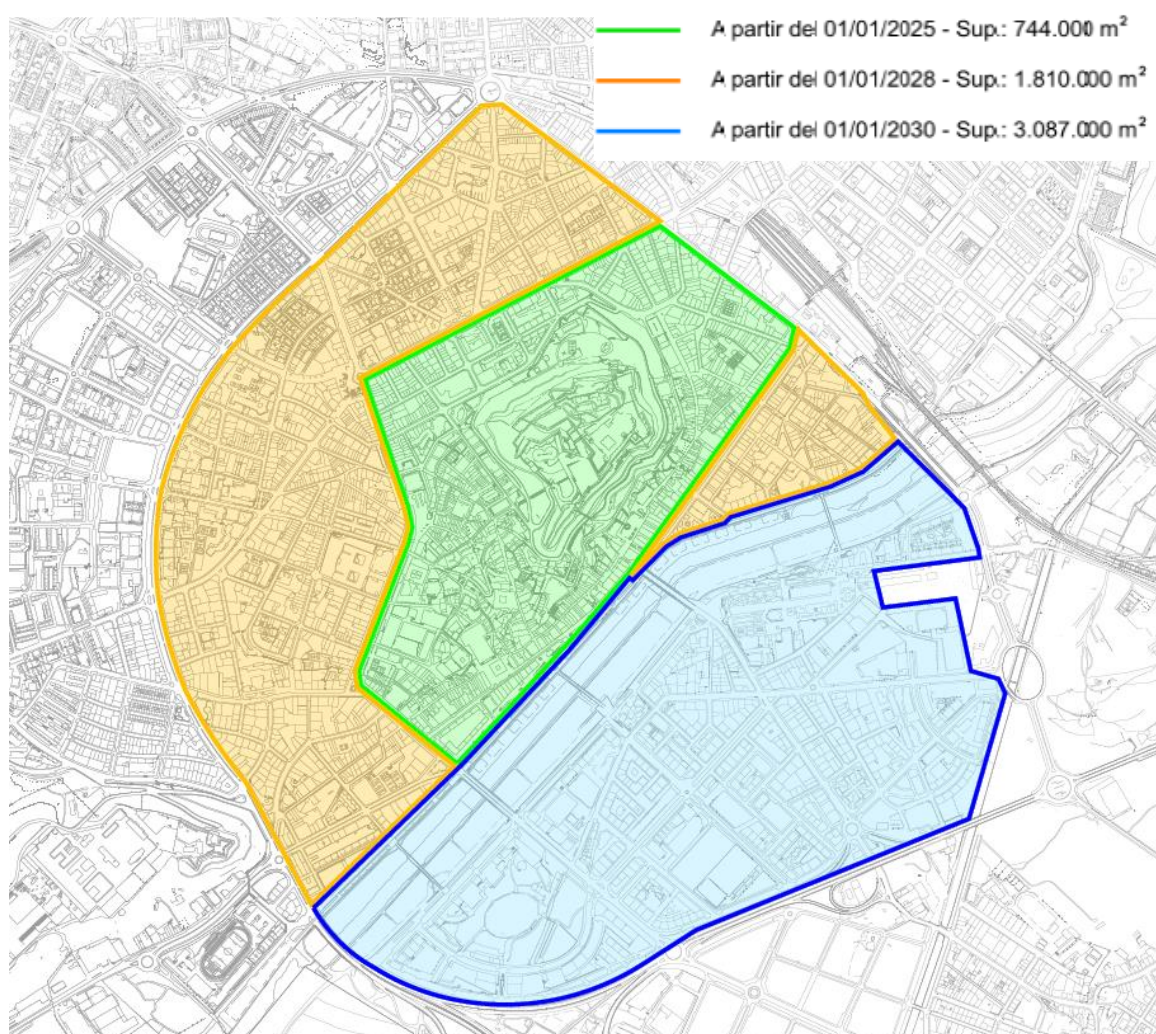 A partir del 01/01/2025 - Sup.: 744.000 m²
A partir del 01/01/2028 - Sup.: 1.810.000 m²
A partir del 01/01/2030 - Sup.: 3.087.000 m²